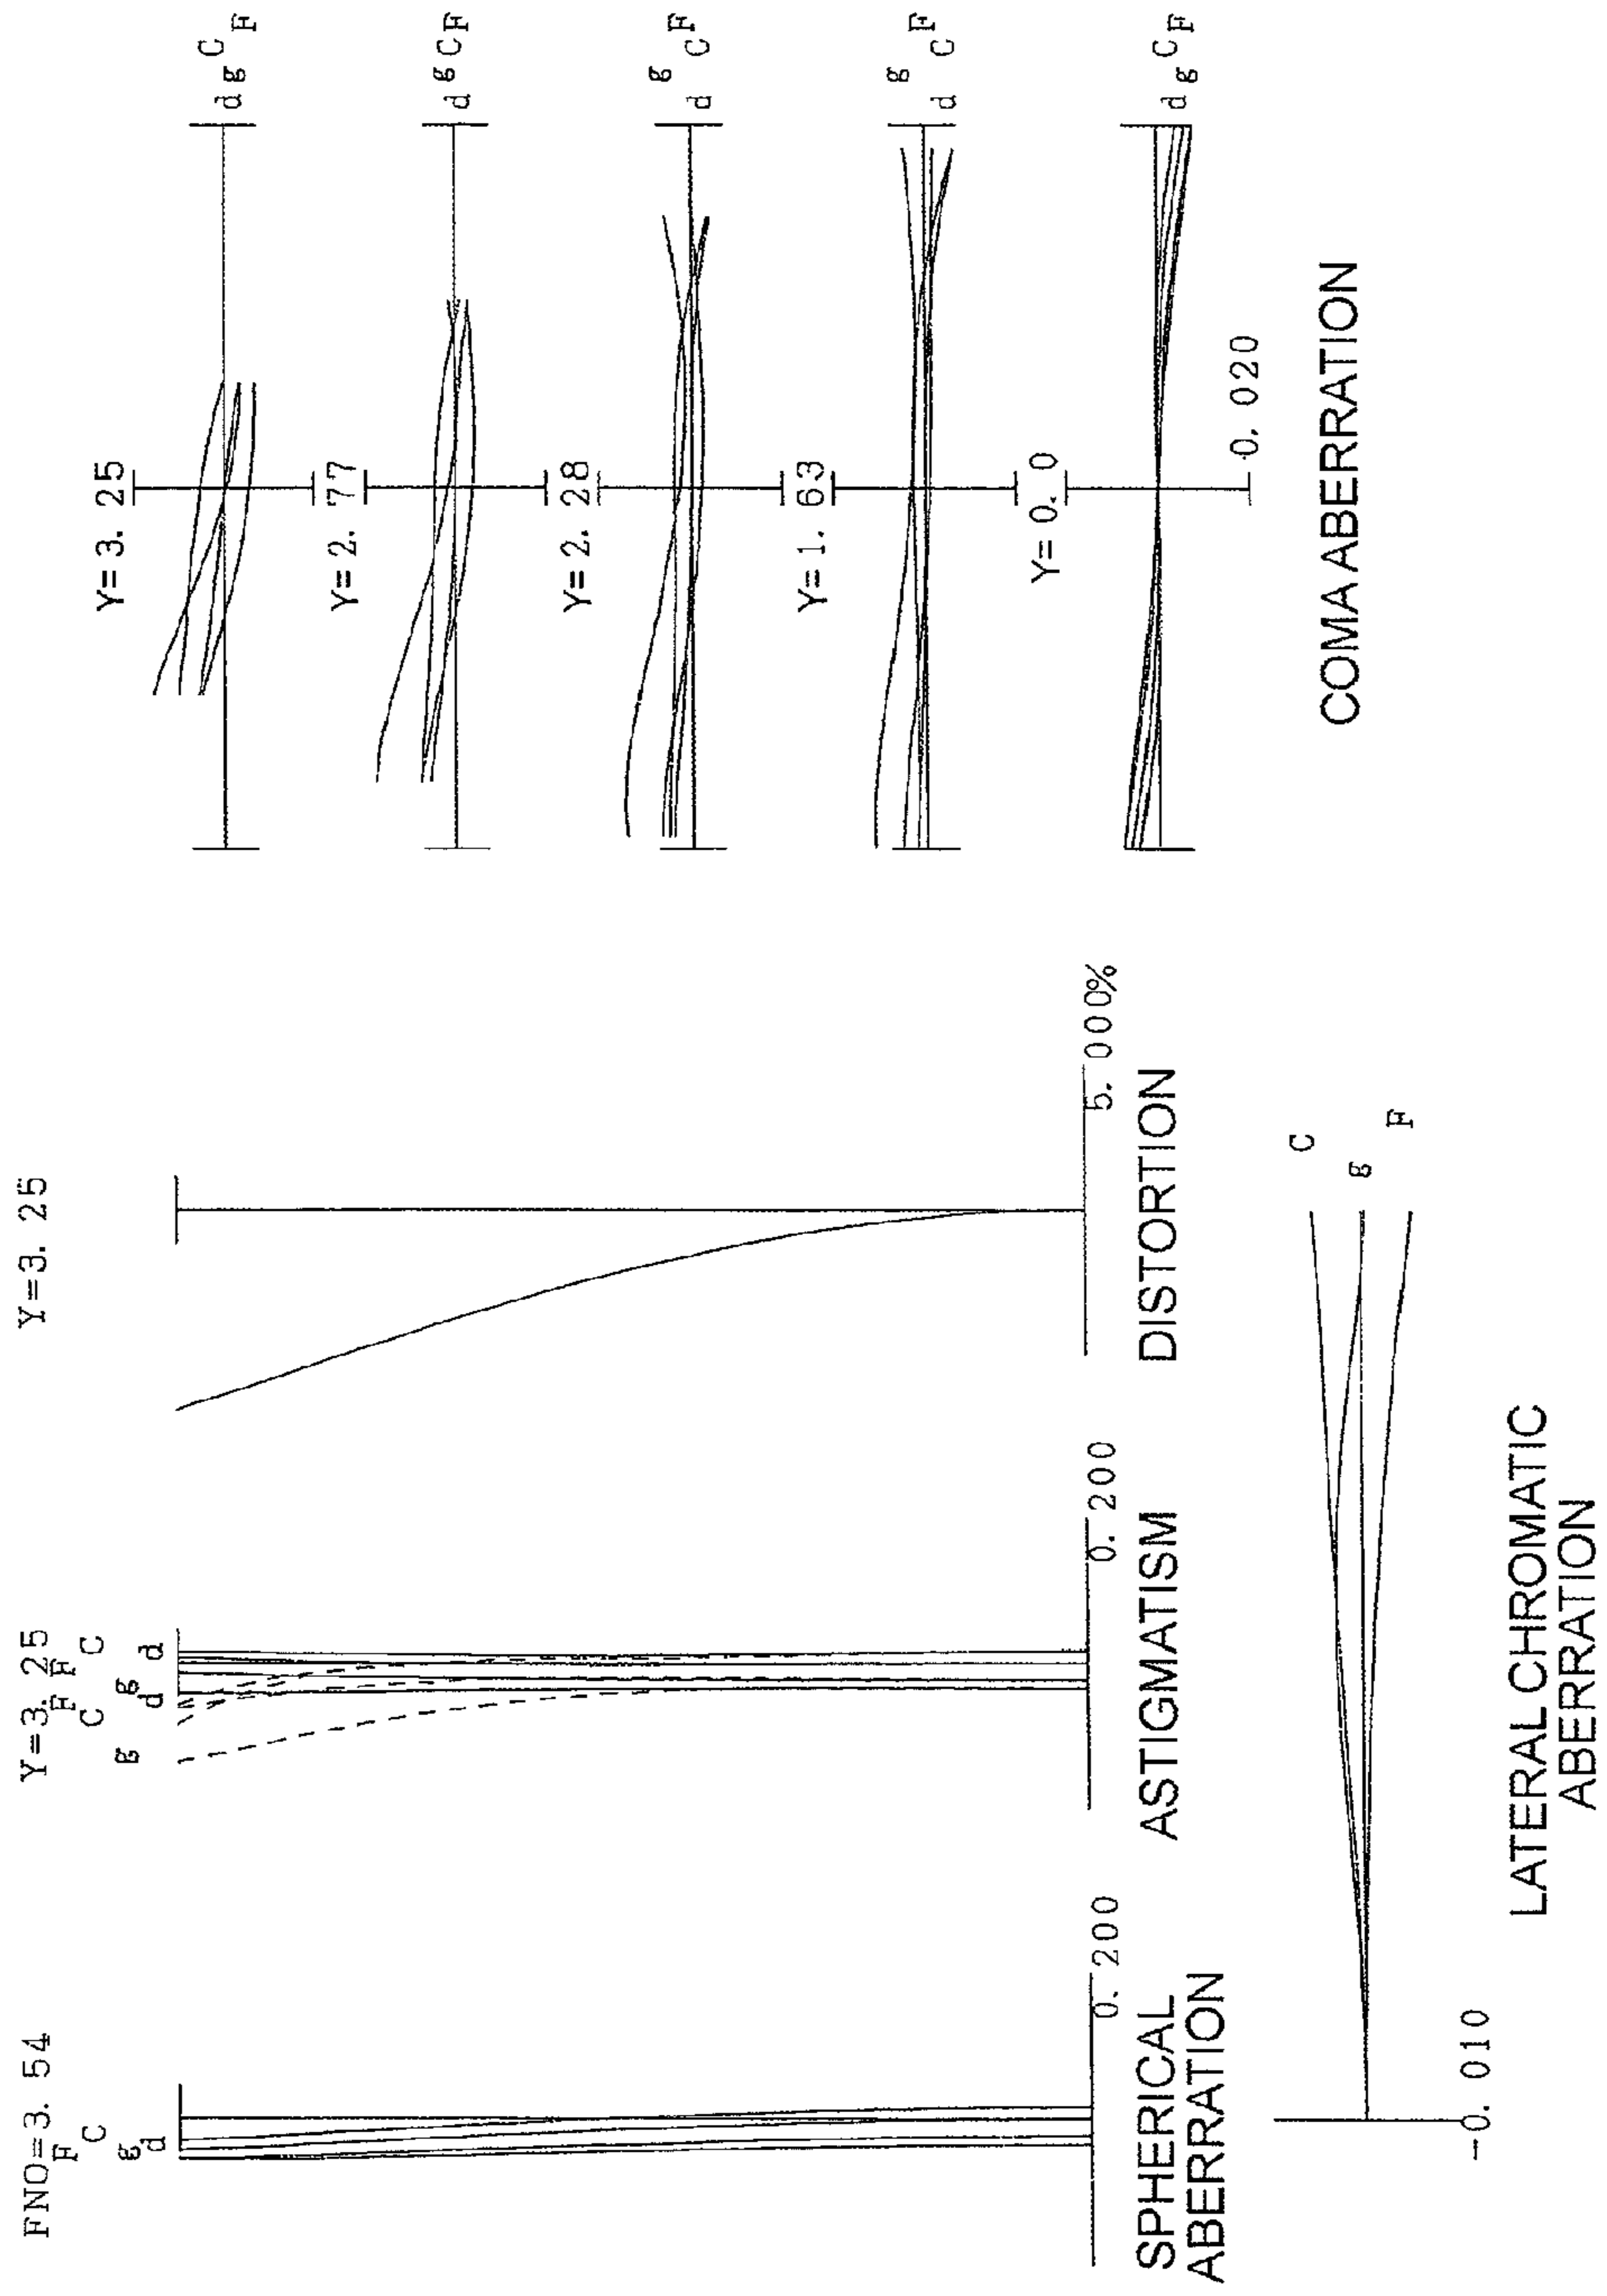 FNO=3. 54
F
C
g
d
0. 200
SPHERICAL
ABERRATION
Y=3. 25
F F
C C
g g
d d
0. 200
ASTIGMATISM
Y=3. 25
5. 000%
DISTORTION
Y=3. 25
C
F
g
d
Y=2. 77
F
C
g
d
Y=2. 28
g
F
C
d
Y=1. 63
g
F
C
d
Y=0. 0
F
C
g
d
-0. 020
COMA ABERRATION
C
g
F
-0. 010
LATERAL CHROMATIC
ABERRATION